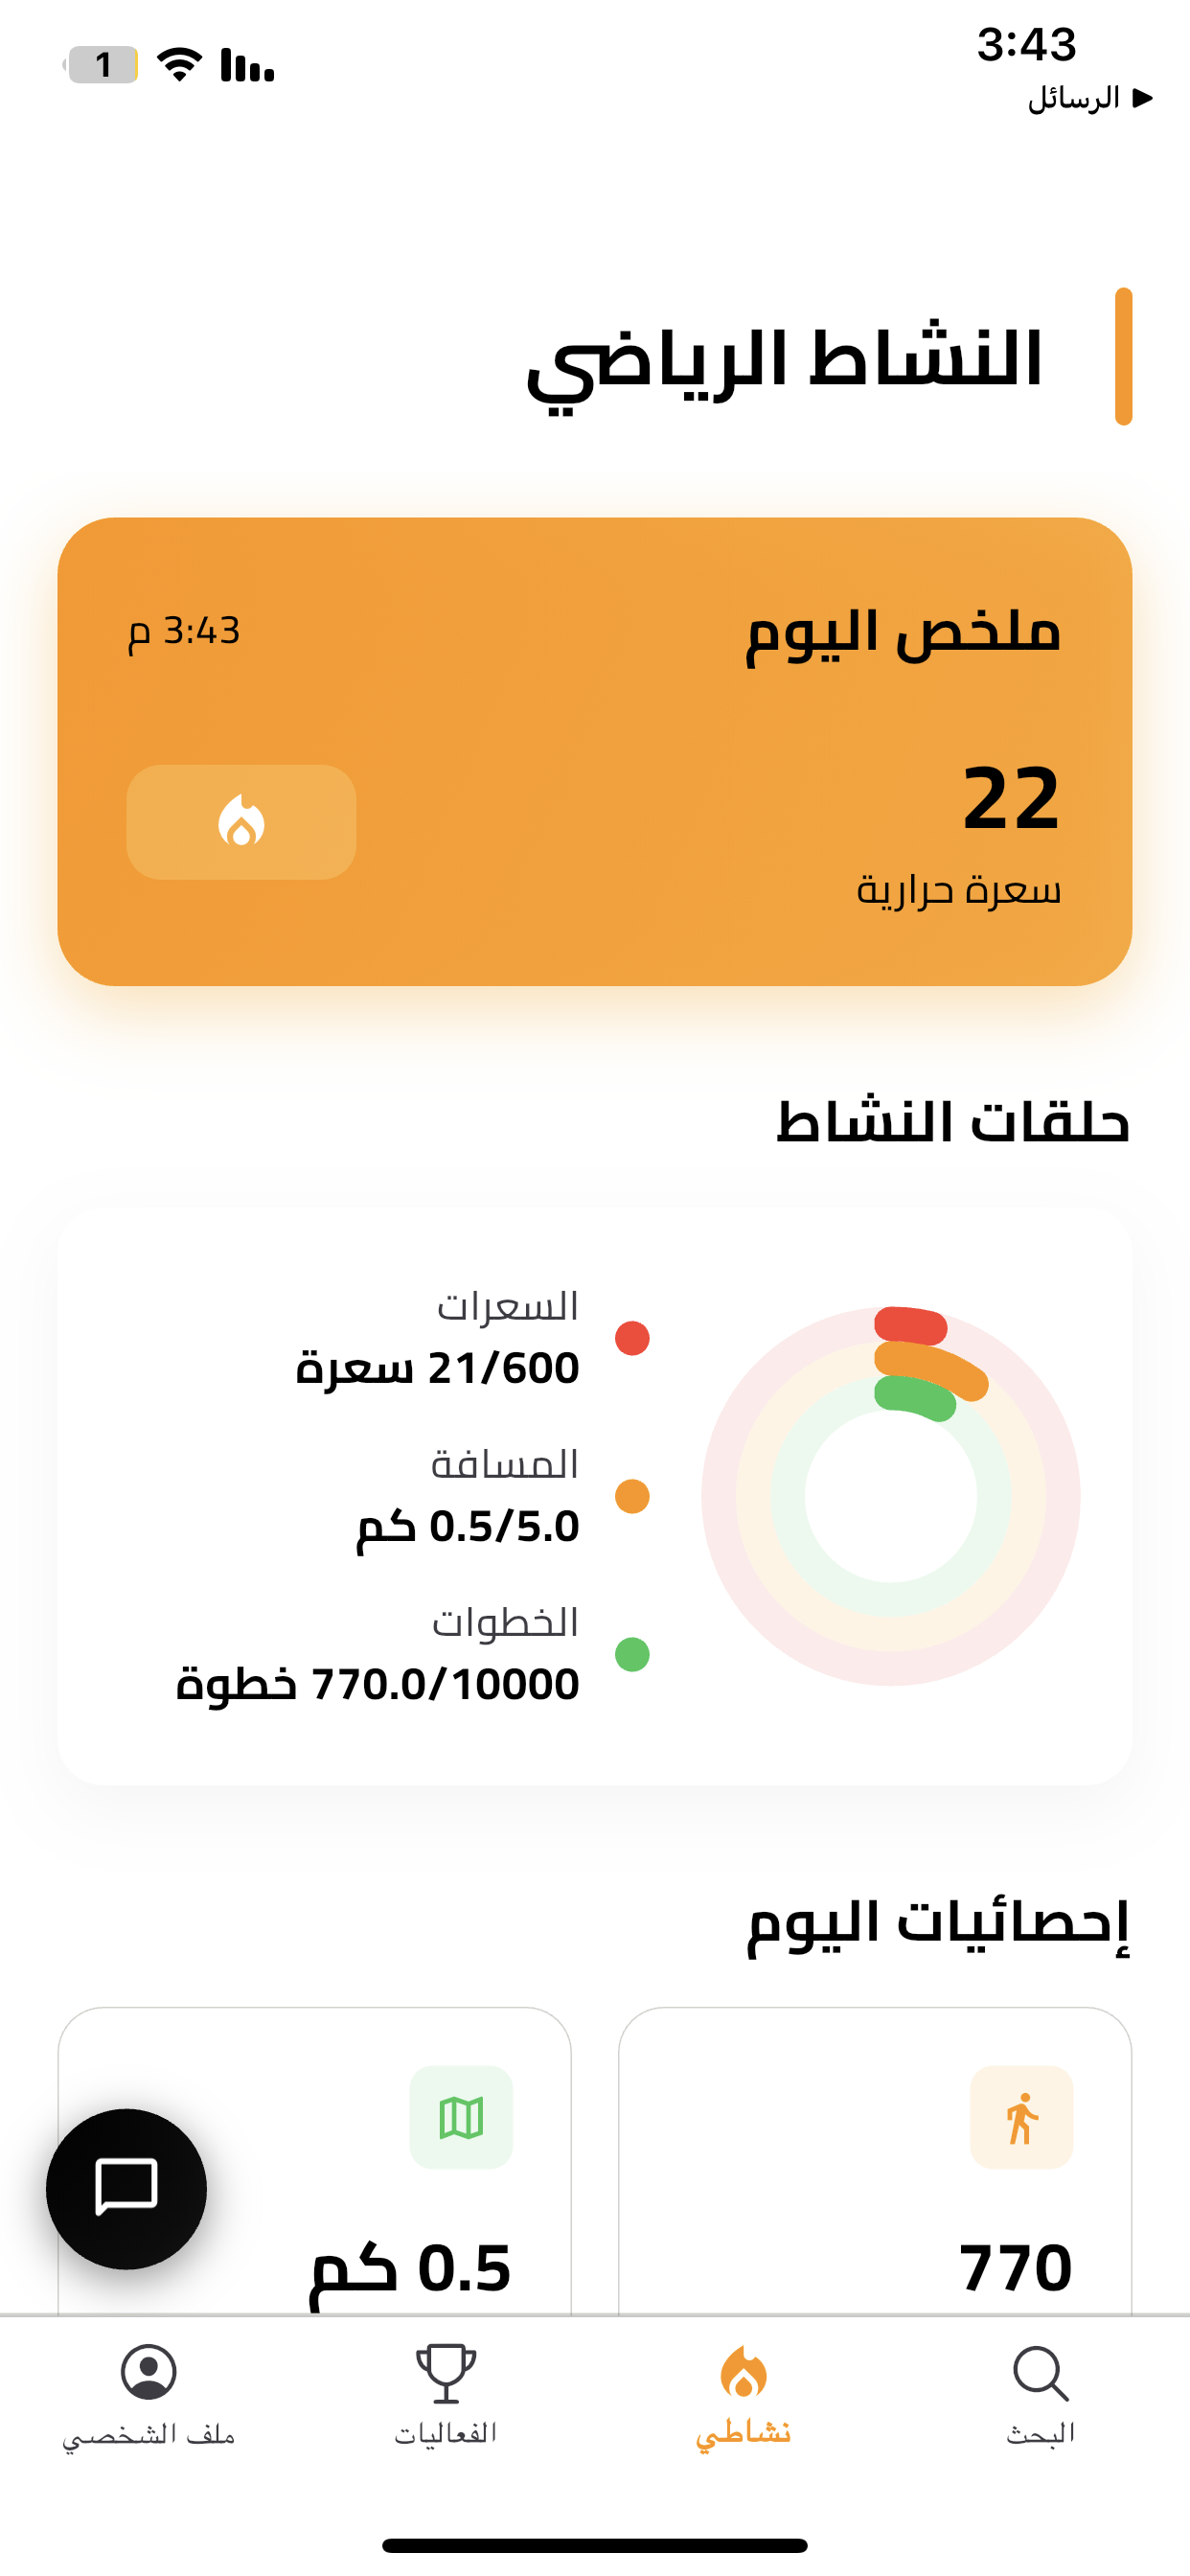 3:43
1
الرسائل
النشاط الرياضي
ملخص اليوم
3:43 م
22
سعرة حرارية
حلقات النشاط
السعرات
21/600 سعرة
المسافة
0.5/5.0 كم
الخطوات
770.0/10000 خطوة
إحصائيات اليوم
770
0.5 كم
البحث
نشاطي
الفعاليات
ملف الشخصي